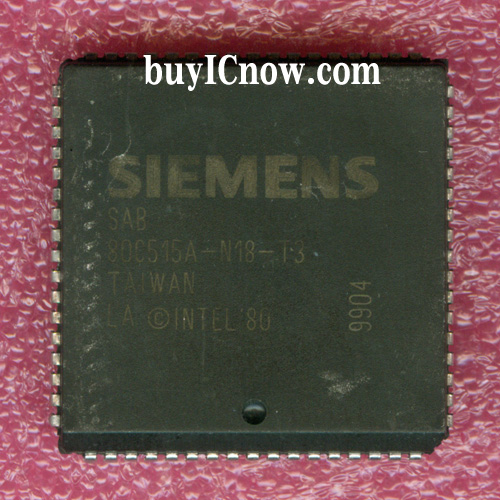 buyICnow.com
SIEMENS
SAB
80C515A-N18-T3
TAIWAN
LA ©INTEL'80
9904